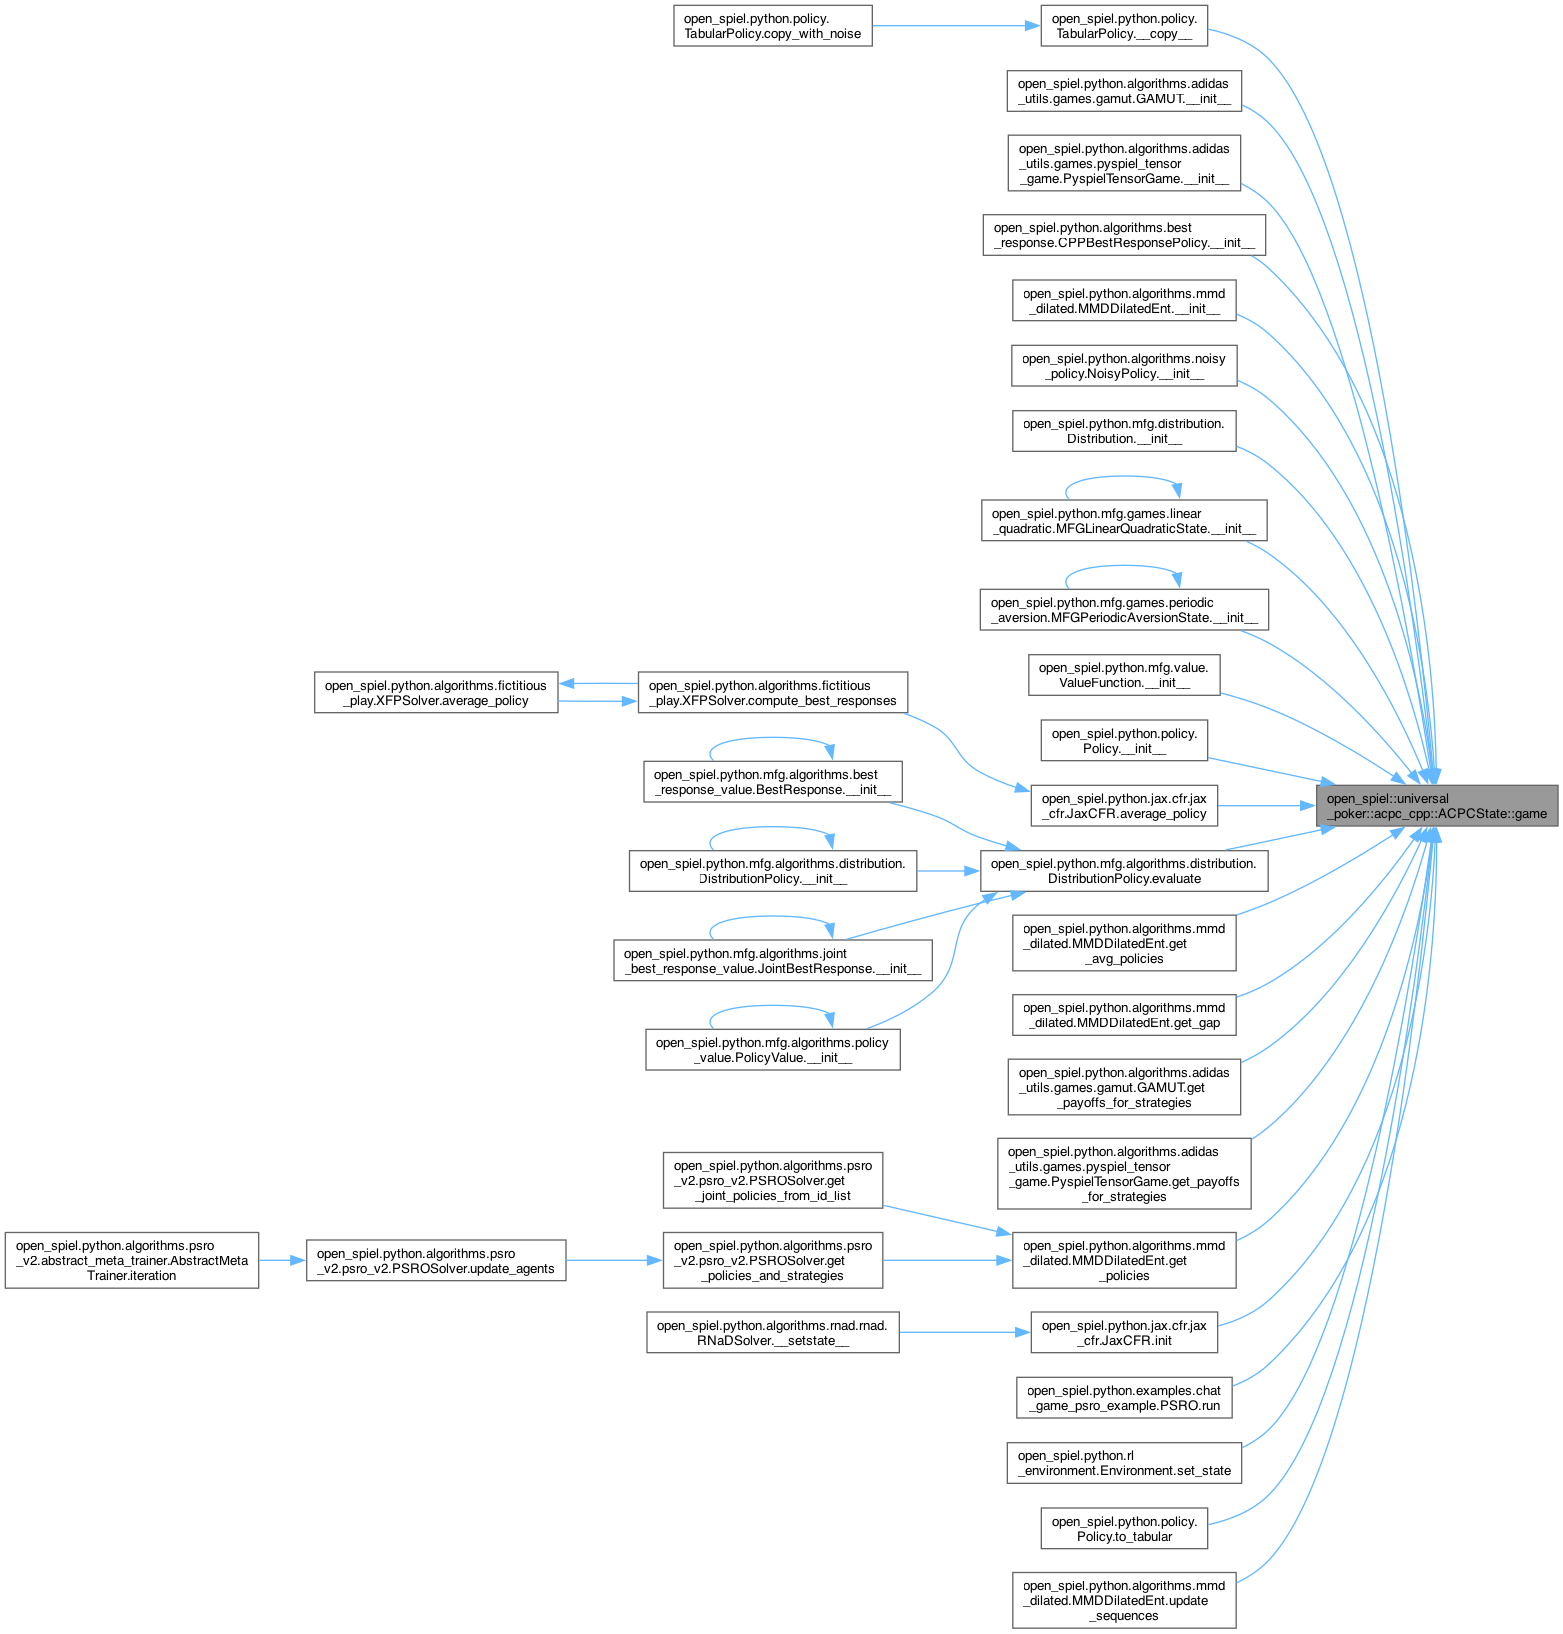 open_spiel.python.policy.
TabularPolicy.copy_with_noise
open_spiel.python.policy.
TabularPolicy.__copy__
open_spiel.python.algorithms.adidas
_utils.games.gamut.GAMUT.__init__
open_spiel.python.algorithms.adidas
_utils.games.pyspiel_tensor
_game.PyspielTensorGame.__init__
open_spiel.python.algorithms.best
_response.CPPBestResponsePolicy.__init__
open_spiel.python.algorithms.mmd
_dilated.MMDDilatedEnt.__init__
open_spiel.python.algorithms.noisy
_policy.NoisyPolicy.__init__
open_spiel.python.mfg.distribution.
Distribution.__init__
open_spiel.python.mfg.games.linear
_quadratic.MFGLinearQuadraticState.__init__
open_spiel.python.mfg.games.periodic
_aversion.MFGPeriodicAversionState.__init__
open_spiel.python.mfg.value.
ValueFunction.__init__
open_spiel.python.algorithms.fictitious
_play.XFPSolver.average_policy
open_spiel.python.algorithms.fictitious
_play.XFPSolver.compute_best_responses
open_spiel.python.policy.
Policy.__init__
open_spiel.python.mfg.algorithms.best
_response_value.BestResponse.__init__
open_spiel.python.jax.cfr.jax
_cfr.JaxCFR.average_policy
open_spiel::universal
_poker::acpc_cpp::ACPCState::game
open_spiel.python.mfg.algorithms.distribution.
DistributionPolicy.__init__
open_spiel.python.mfg.algorithms.distribution.
DistributionPolicy.evaluate
open_spiel.python.mfg.algorithms.joint
_best_response_value.JointBestResponse.__init__
open_spiel.python.algorithms.mmd
_dilated.MMDDilatedEnt.get
_avg_policies
open_spiel.python.mfg.algorithms.policy
_value.PolicyValue.__init__
open_spiel.python.algorithms.mmd
_dilated.MMDDilatedEnt.get_gap
open_spiel.python.algorithms.adidas
_utils.games.gamut.GAMUT.get
_payoffs_for_strategies
open_spiel.python.algorithms.adidas
_utils.games.pyspiel_tensor
_game.PyspielTensorGame.get_payoffs
_for_strategies
open_spiel.python.algorithms.psro
_v2.psro_v2.PSROSolver.get
_joint_policies_from_id_list
open_spiel.python.algorithms.psro
_v2.abstract_meta_trainer.AbstractMeta
Trainer.iteration
open_spiel.python.algorithms.psro
_v2.psro_v2.PSROSolver.update_agents
open_spiel.python.algorithms.psro
_v2.psro_v2.PSROSolver.get
_policies_and_strategies
open_spiel.python.algorithms.mmd
_dilated.MMDDilatedEnt.get
_policies
open_spiel.python.algorithms.rnad.rnad.
RNaDSolver.__setstate__
open_spiel.python.jax.cfr.jax
_cfr.JaxCFR.init
open_spiel.python.examples.chat
_game_psro_example.PSRO.run
open_spiel.python.rl
_environment.Environment.set_state
open_spiel.python.policy.
Policy.to_tabular
open_spiel.python.algorithms.mmd
_dilated.MMDDilatedEnt.update
_sequences